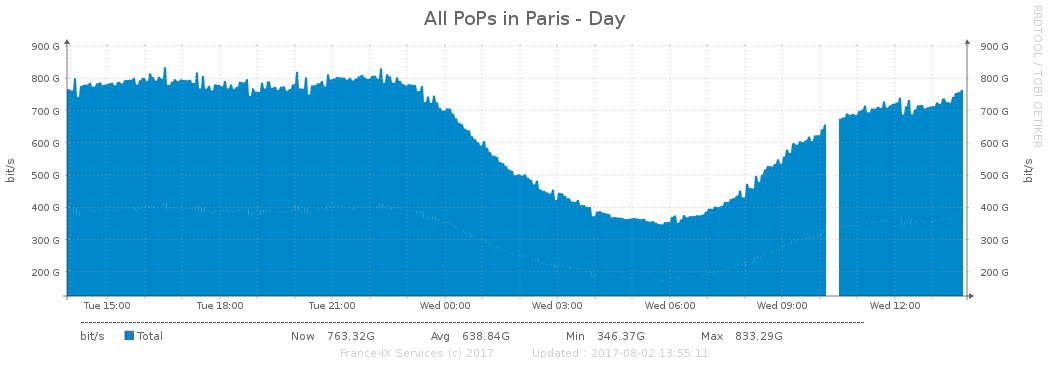 All PoPs in Paris - Day
RRDTOOL / TOBI OETIKER
900 G 900 G
800 G 800 G
700 G 700 G
600 G 600 G
500 G 500 G
400 G 400 G
300 G 300 G
200 G 200 G
bit/s bit/s
Tue 15:00 Tue 18:00 Tue 21:00 Wed 00:00 Wed 03:00 Wed 06:00 Wed 09:00 Wed 12:00
bit/s Total Now 763.32G Avg 638.84G Min 346.37G Max 833.29G
France-IX Services (c) 2017 Updated : 2017-08-02 13:55:11